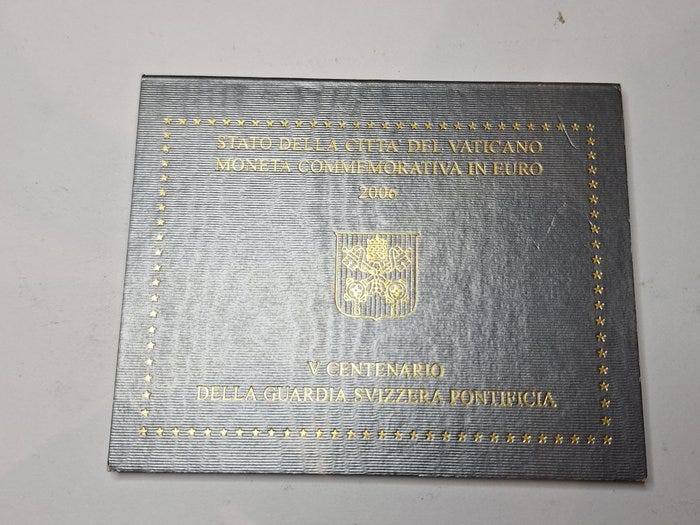 STATO DELLA CITTA' DEL VATICANO
MONETA COMMEMORATIVA IN EURO
2006
V CENTENARIO
DELLA GUARDIA SVIZZERA PONTIFICIA